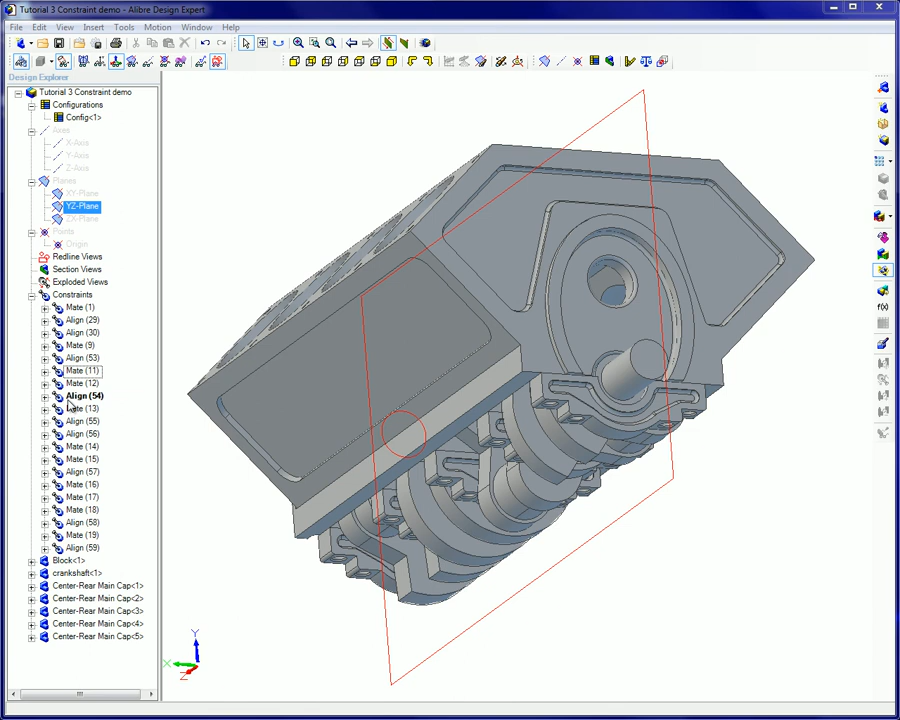 Tutorial 3 Constraint demo - Alibre Design Expert
File Edit View Insert Tools Motion Window Help
Design Explorer
Tutorial 3 Constraint demo
Configurations
Config<1>
Axes
X-Axis
Y-Axis
Z-Axis
Planes
XY-Plane
YZ-Plane
ZX-Plane
Points
Origin
Redline Views
Section Views
Exploded Views
Constraints
Mate (1)
Align (29)
Align (30)
Mate (9)
Align (53)
Mate (11)
Mate (12)
Align (54)
Mate (13)
Align (55)
Align (56)
Mate (14)
Mate (15)
Align (57)
Mate (16)
Mate (17)
Mate (18)
Align (58)
Mate (19)
Align (59)
Block<1>
crankshaft<1>
Center-Rear Main Cap<1>
Center-Rear Main Cap<2>
Center-Rear Main Cap<3>
Center-Rear Main Cap<4>
Center-Rear Main Cap<5>
f(x)
Y
X
Z